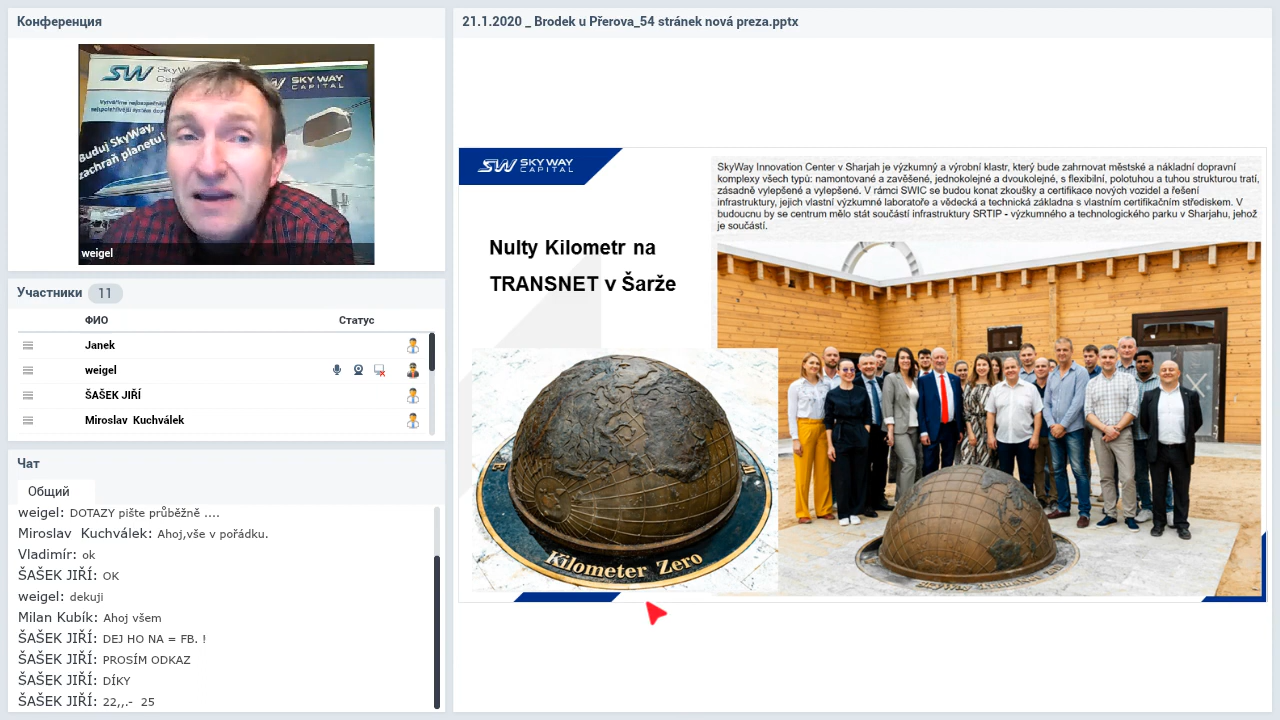 Конференция
SW SkyWay
SW SKY WAY
CAPITAL
Buduj SkyWay,
zachraň planetu!
weigel
Участники 11
ФИО Статус
Janek
weigel
ŠAŠEK JIŘÍ
Miroslav Kuchválek
Чат
Общий
weigel: DOTAZY pište průběžně ....
Miroslav Kuchválek: Ahoj,vše v pořádku.
Vladimír: ok
ŠAŠEK JIŘÍ: OK
weigel: dekuji
Milan Kubík: Ahoj všem
ŠAŠEK JIŘÍ: DEJ HO NA = FB. !
ŠAŠEK JIŘÍ: PROSÍM ODKAZ
ŠAŠEK JIŘÍ: DÍKY
ŠAŠEK JIŘÍ: 22,,.- 25
21.1.2020 _ Brodek u Přerova_54 stránek nová preza.pptx
SW SKY WAY
CAPITAL
SkyWay Innovation Center v Sharjah je výzkumný a výrobní klastr, který bude zahrnovat městské a nákladní dopravní
komplexy všech typů: namontované a zavěšené, jednokolejné a dvoukolejné, s flexibilní, polotuhou a tuhou strukturou tratí,
zásadně vylepšené a vylepšené. V rámci SWIC se budou konat zkoušky a certifikace nových vozidel a řešení
infrastruktury, jejich vlastní výzkumné laboratoře a vědecká a technická základna s vlastním certifikačním střediskem. V
budoucnu by se centrum mělo stát součástí infrastruktury SRTIP - výzkumného a technologického parku v Sharjahu, jehož
je součástí.
Nulty Kilometr na
TRANSNET v Šarže
Kilometer Zero